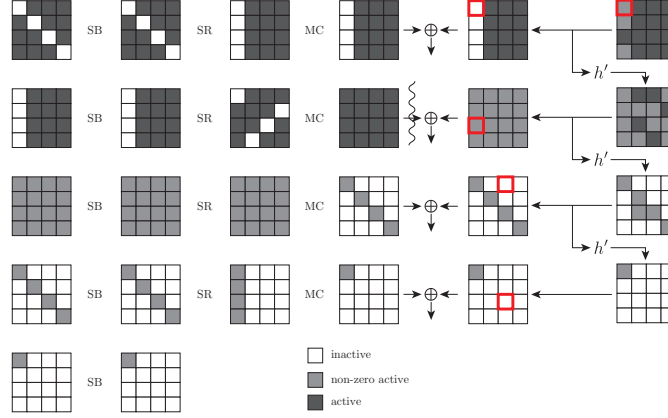 SB SR MC ⊕
h′
SB SR MC ⊕
h′
SB SR MC ⊕
h′
SB SR MC ⊕
inactive
SB non-zero active
active